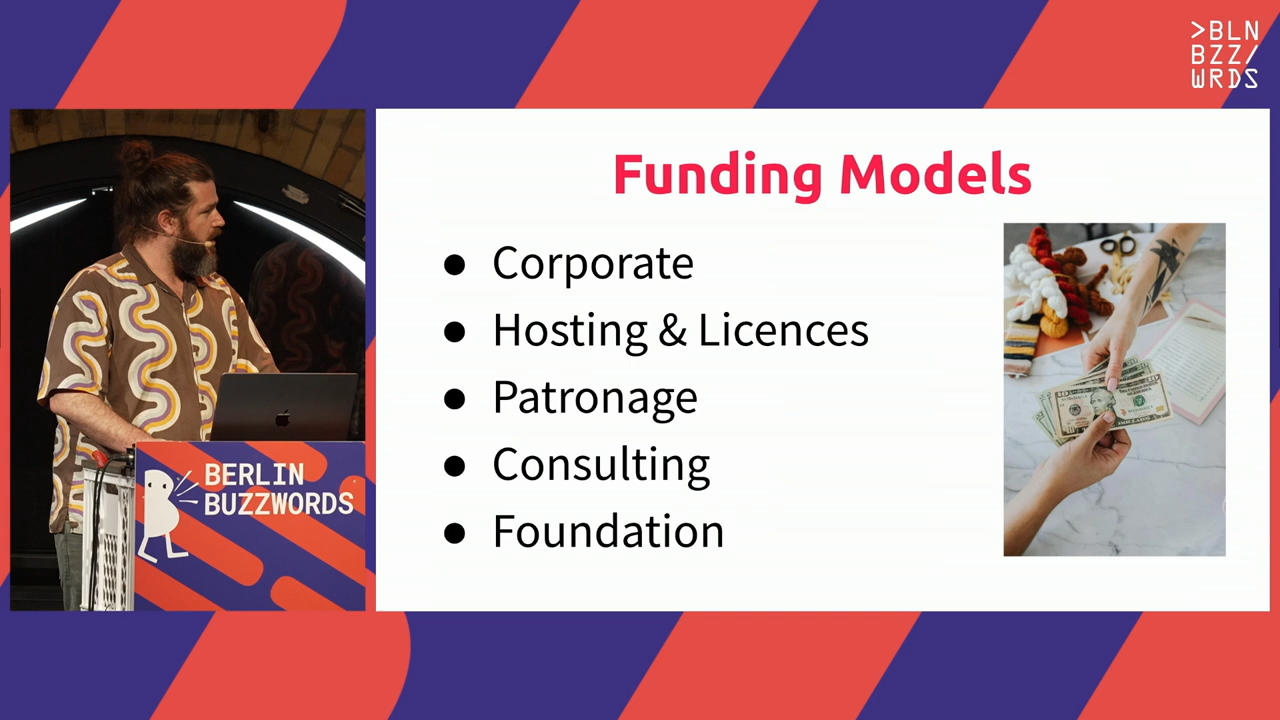 >BLN
BZZ/
WRDS
Funding Models
● Corporate
● Hosting & Licences
● Patronage
● Consulting
● Foundation
BERLIN
BUZZWORDS